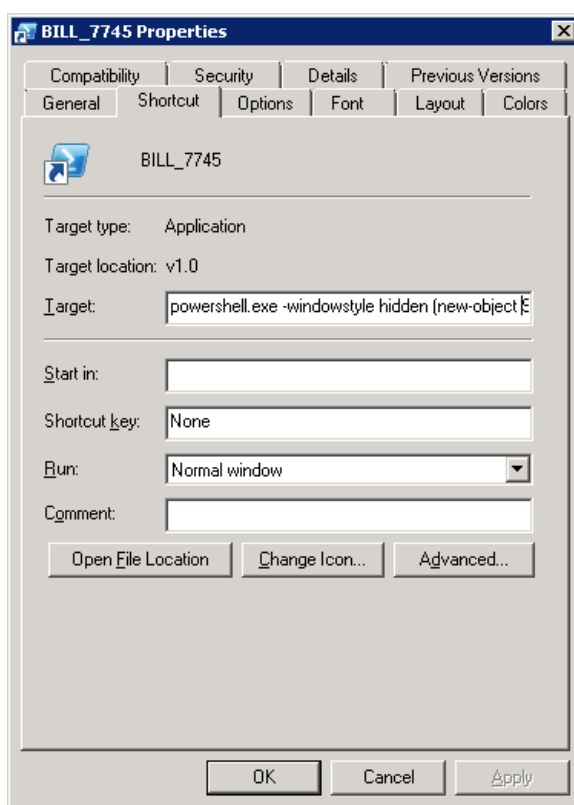 BILL_7745 Properties
Compatibility Security Details Previous Versions
General Shortcut Options Font Layout Colors
BILL_7745
Target type: Application
Target location: v1.0
Target: powershell.exe -windowstyle hidden (new-object
Start in:
Shortcut key: None
Run: Normal window
Comment:
Open File Location Change Icon... Advanced...
OK Cancel Apply